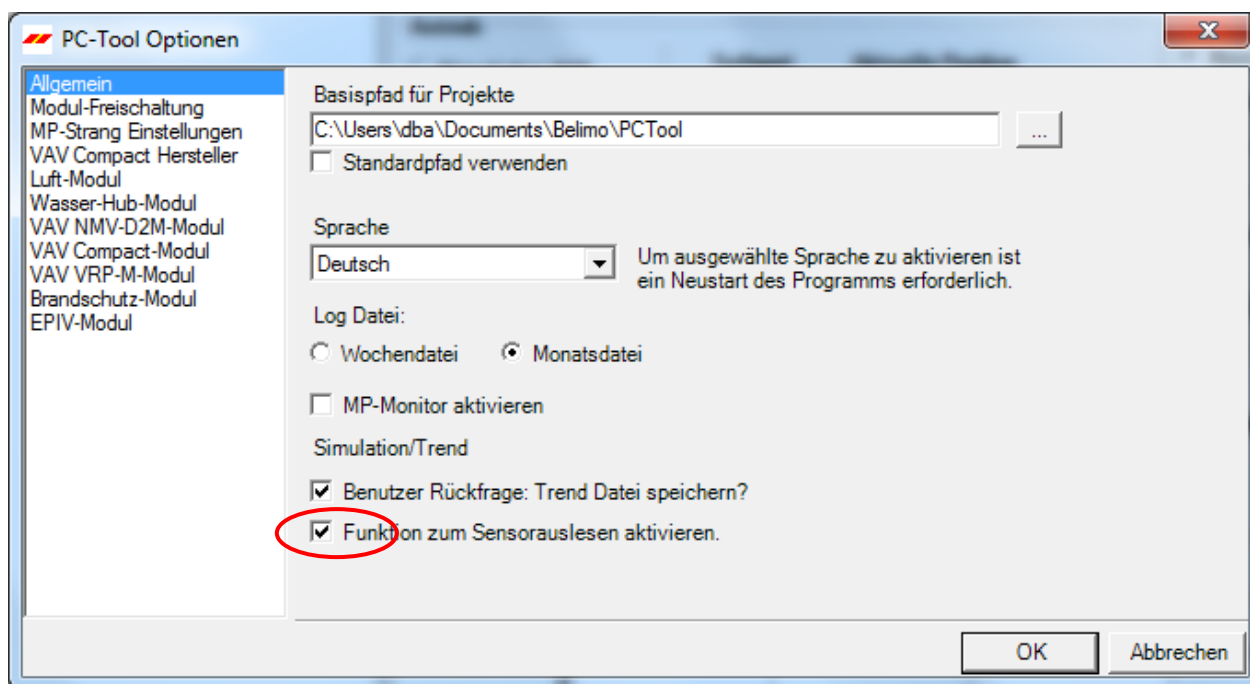 PC-Tool Optionen
Allgemein
Modul-Freischaltung
MP-Strang Einstellungen
VAV Compact Hersteller
Luft-Modul
Wasser-Hub-Modul
VAV NMV-D2M-Modul
VAV Compact-Modul
VAV VRP-M-Modul
Brandschutz-Modul
EPIV-Modul
Basispfad für Projekte
C:\Users\dba\Documents\Belimo\PCTool
...
Standardpfad verwenden
Sprache
Deutsch
Um ausgewählte Sprache zu aktivieren ist
ein Neustart des Programms erforderlich.
Log Datei:
Wochendatei Monatsdatei
MP-Monitor aktivieren
Simulation/Trend
Benutzer Rückfrage: Trend Datei speichern?
Funktion zum Sensorauslesen aktivieren.
OK Abbrechen